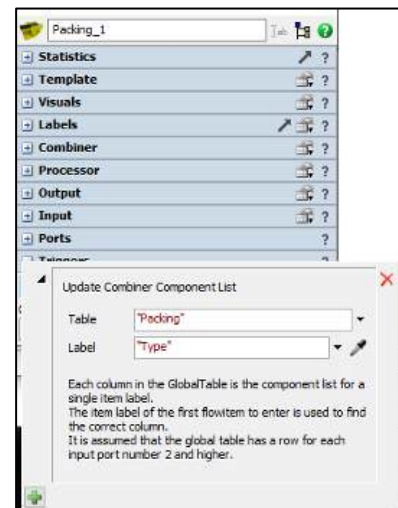 Packing_1
Statistics
?
Template
?
Visuals
?
Labels
?
Combiner
?
Processor
?
Output
?
Input
?
Ports
?
Triggers
Update Combiner Component List
Table "Packing"
Label "Type"
Each column in the GlobalTable is the component list for a
single item label.
The item label of the first flowitem to enter is used to find
the correct column.
It is assumed that the global table has a row for each
input port number 2 and higher.